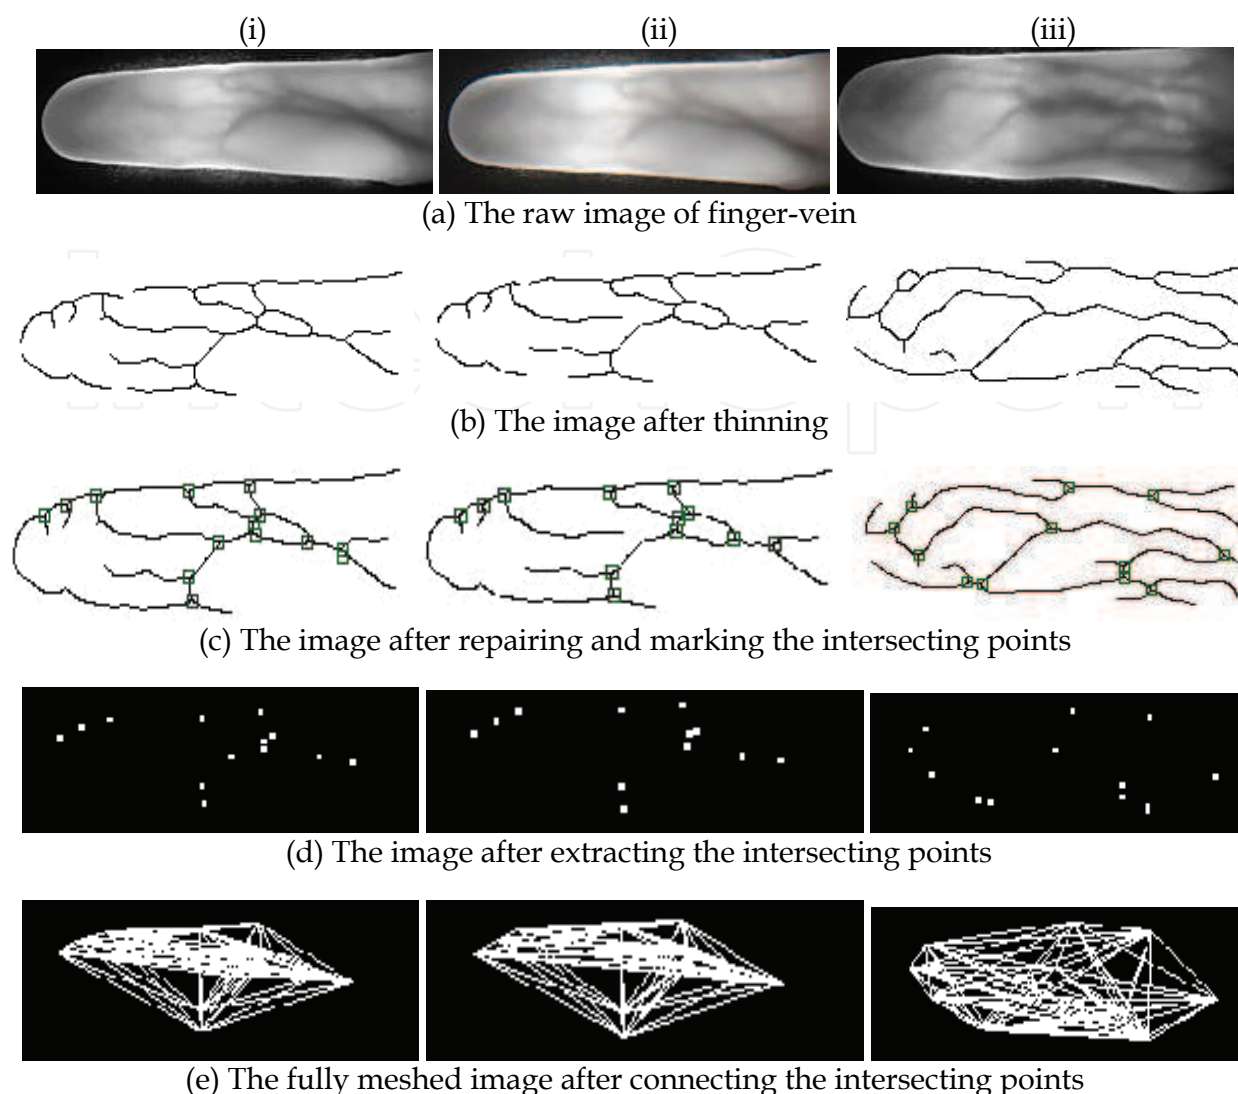 (i) (ii) (iii)
(a) The raw image of finger-vein
(b) The image after thinning
(c) The image after repairing and marking the intersecting points
(d) The image after extracting the intersecting points
(e) The fully meshed image after connecting the intersecting points